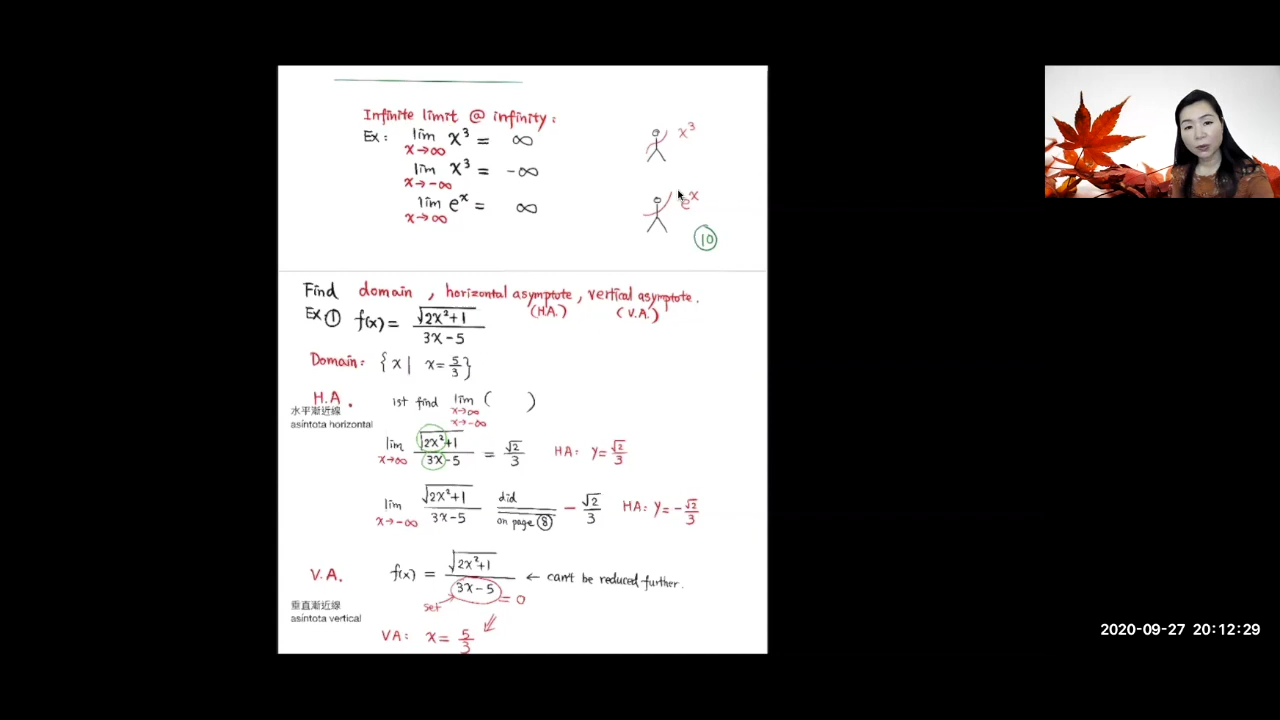 Infinite limit @ infinity:
Ex: lim x→∞ x³ = ∞
x³
lim x→-∞ x³ = -∞
lim x→∞ eˣ = ∞
eˣ
10
Find domain, horizontal asymptote, vertical asymptote.
(H.A.) (V.A.)
Ex ① f(x) = √(2x²+1) / (3x-5)
Domain: { x | x = 5/3 }
H.A. 1st find lim x→∞ x→-∞ ( )
水平漸近線
asíntota horizontal
lim x→∞ √(2x²+1) / (3x-5) = √2/3 HA: y = √2/3
lim x→-∞ √(2x²+1) / (3x-5) did on page ⑧ - √2/3 HA: y = -√2/3
V.A. f(x) = √(2x²+1) / (3x-5) ← can't be reduced further.
set = 0
垂直漸近線
asíntota vertical
VA: x = 5/3
2020-09-27 20:12:29